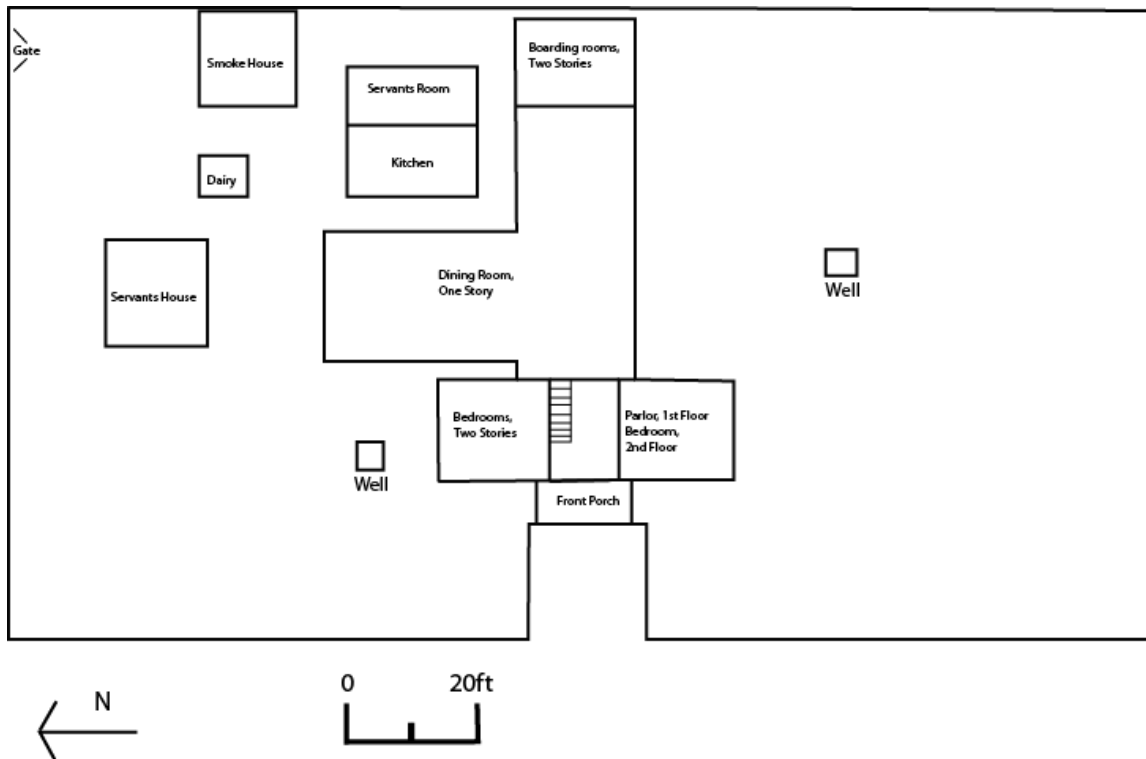 Gate
Smoke House
Boarding rooms,
Two Stories
Servants Room
Kitchen
Dairy
Dining Room,
One Story
Servants House
Well
Bedrooms,
Two Stories
Parlor, 1st Floor
Bedroom,
2nd Floor
Well
Front Porch
N
0 20ft